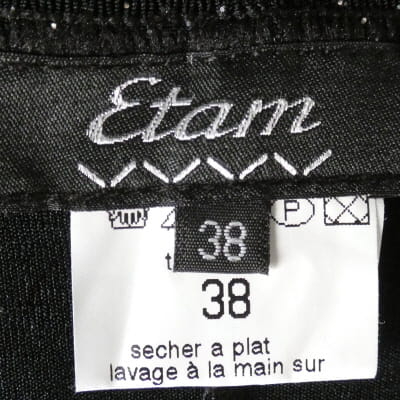 Etam
P
38
t
38
secher a plat
lavage à la main sur